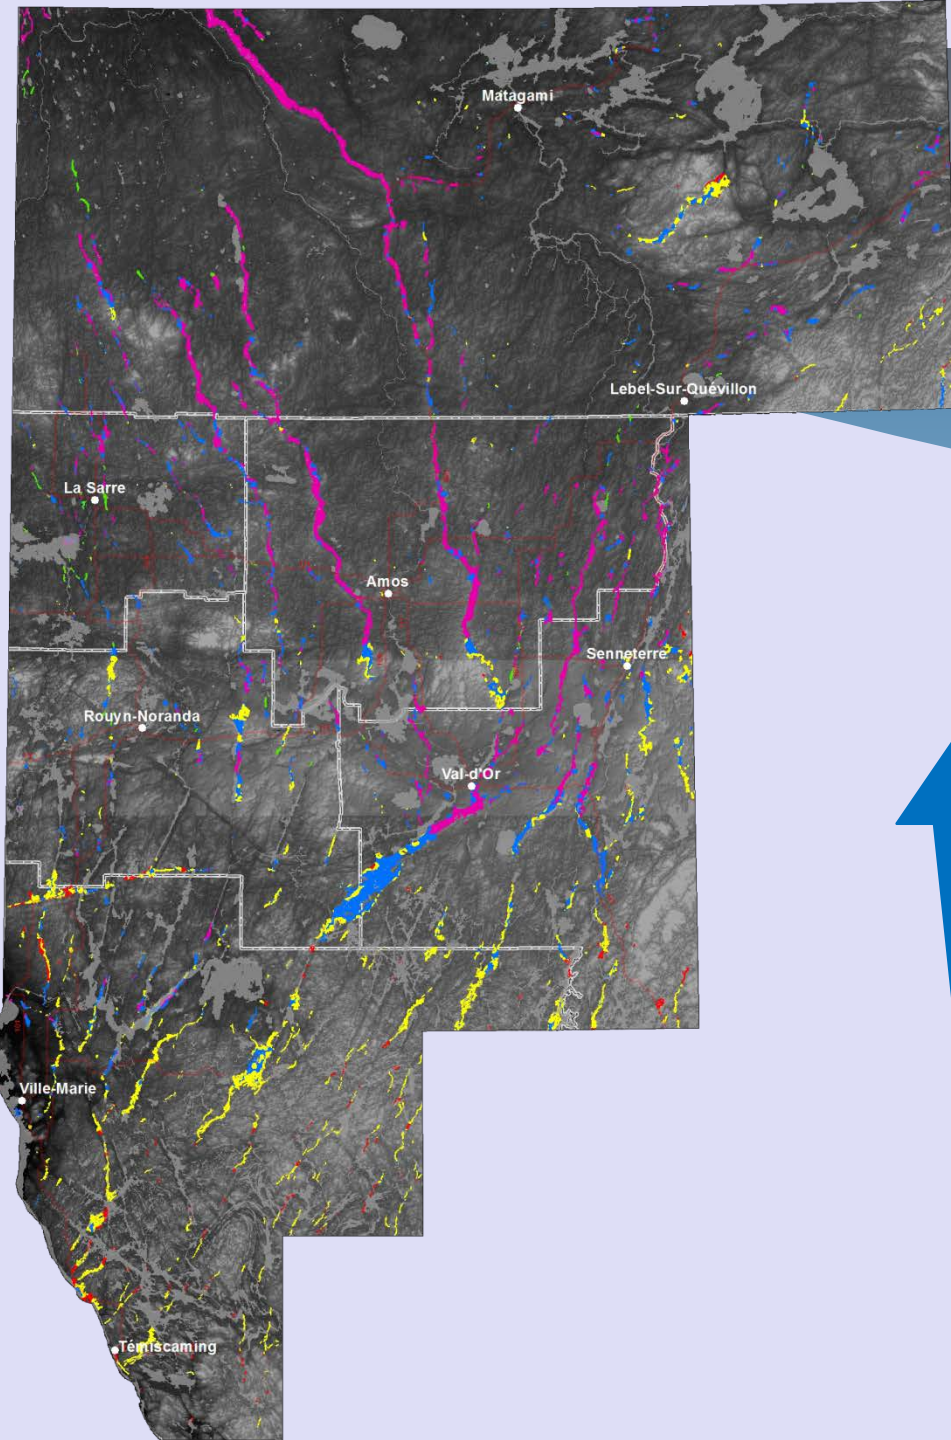 Matagami
Lebel-Sur-Quévillon
La Sarre
Amos
Senneterre
Rouyn-Noranda
Val-d'Or
Ville-Marie
Témiscaming